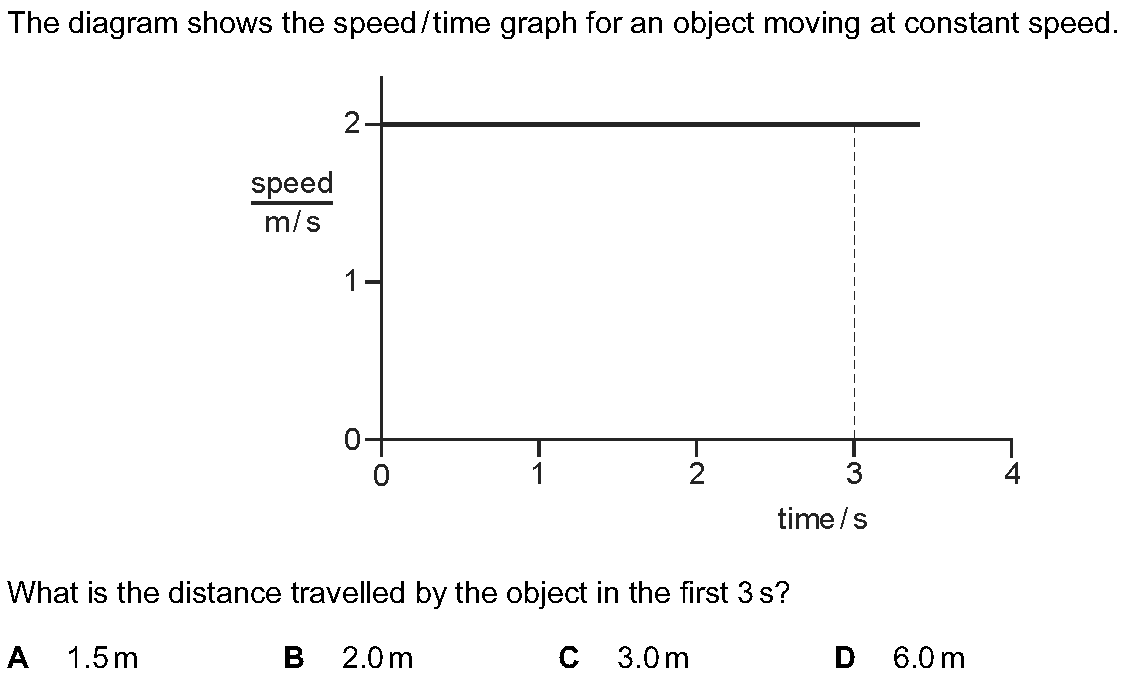 The diagram shows the speed/time graph for an object moving at constant speed.
2
speed
m/s
1
0
0 1 2 3 4
time/s
What is the distance travelled by the object in the first 3 s?
A 1.5 m B 2.0 m C 3.0 m D 6.0 m